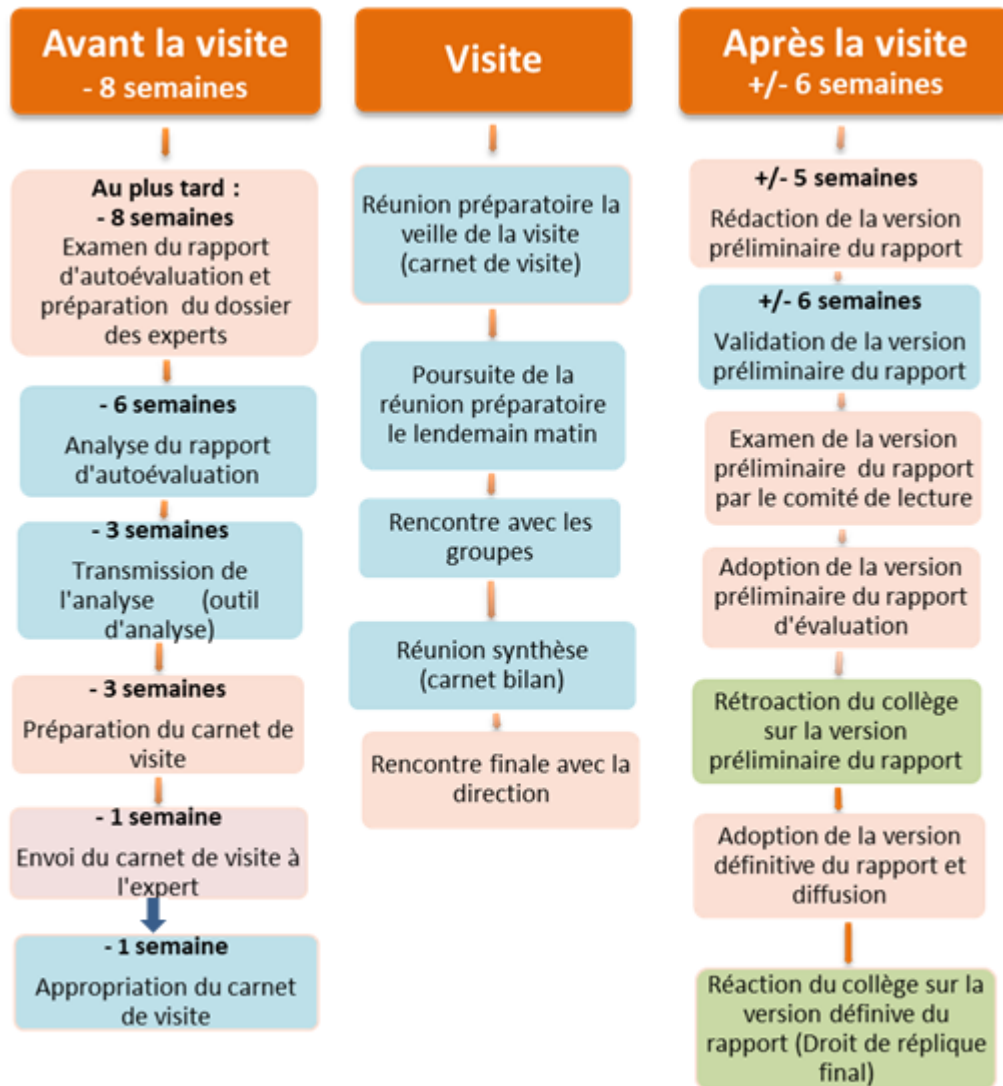 Avant la visite
- 8 semaines
Au plus tard :
- 8 semaines
Examen du rapport
d'autoévaluation et
préparation du dossier
des experts
- 6 semaines
Analyse du rapport
d'autoévaluation
- 3 semaines
Transmission de
l'analyse (outil
d'analyse)
- 3 semaines
Préparation du carnet de
visite
- 1 semaine
Envoi du carnet de visite à
l'expert
- 1 semaine
Appropriation du carnet
de visite
Visite
Réunion préparatoire la
veille de la visite
(carnet de visite)
Poursuite de la
réunion préparatoire
le lendemain matin
Rencontre avec les
groupes
Réunion synthèse
(carnet bilan)
Rencontre finale avec la
direction
Après la visite
+/- 6 semaines
+/- 5 semaines
Rédaction de la version
préliminaire du rapport
+/- 6 semaines
Validation de la version
préliminaire du rapport
Examen de la version
préliminaire du rapport
par le comité de lecture
Adoption de la version
préliminaire du rapport
d'évaluation
Rétroaction du collège
sur la version
préliminaire du rapport
Adoption de la version
définitive du rapport et
diffusion
Réaction du collège sur la
version définive du
rapport (Droit de réplique
final)